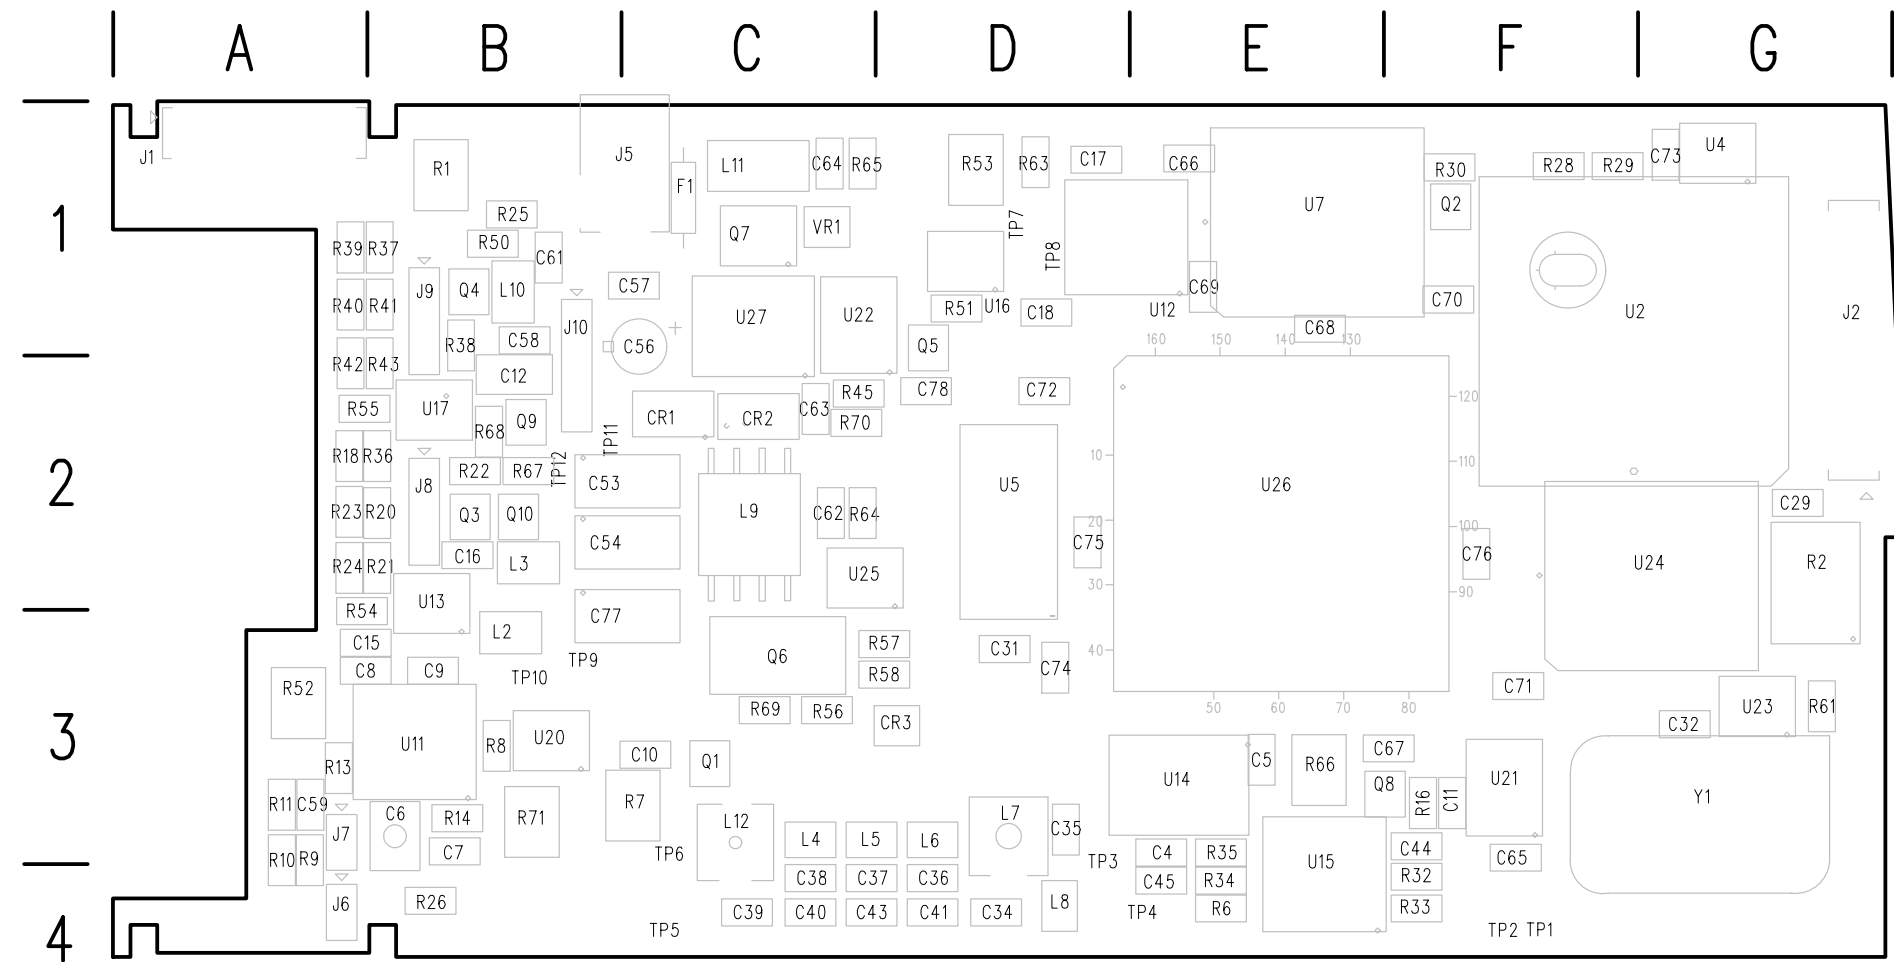 A B C D E F G
1
2
3
4
J1
R1
J5
L11
C64
R65
R53
R63
C17
C66
R30
R28
R29
C73
U4
F1
R25
Q7
VR1
TP7
TP8
U7
Q2
R39
R37
R50
C61
J9
Q4
L10
C57
C69
C70
R40
R41
J10
U27
U22
R51
U16
C18
U12
U2
J2
C68
R38
C58
C56
Q5
160 150 140 130
R42
R43
C12
C78
C72
R45
120
R55
U17
Q9
CR1
CR2
C63
R70
R68
TP11
R18
R36
R22
R67
TP12
10
110
J8
C53
U5
U26
R23
R20
Q3
Q10
L9
C62
R64
C29
20
100
C75
C76
C16
L3
C54
R24
R21
U25
U24
R2
30
90
R54
U13
C77
C15
L2
R57
C31
40
C8
C9
TP9
TP10
Q6
R58
C74
R52
C71
R69
R56
CR3
50 60 70 80
U23
R61
C32
U11
R8
U20
C10
Q1
C5
C67
R13
R66
U14
Q8
U21
R11
C59
R7
R16
C11
Y1
C6
R14
R71
L12
L7
C35
J7
L4
L5
L6
R10
R9
C7
TP6
TP3
C4
R35
U15
C44
C65
C38
C37
C36
C45
R34
R32
J6
R26
C39
C40
C43
C41
C34
L8
TP4
R6
R33
TP5
TP2
TP1